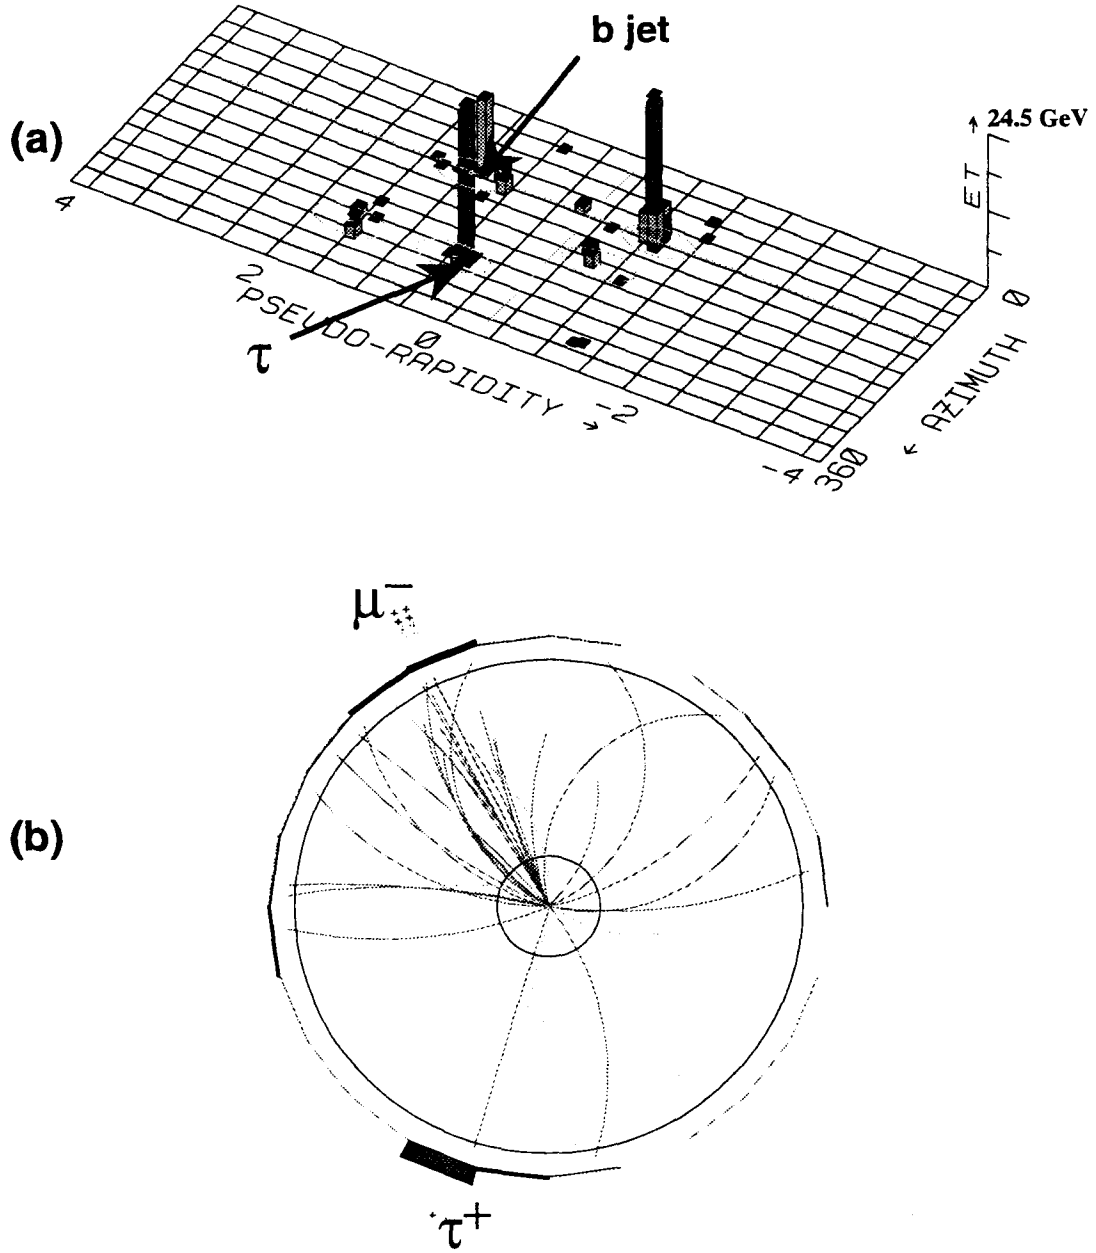 b jet
(a)
24.5 GeV
ET
4
2
0
-2
-4
PSEUDO-RAPIDITY →
τ
0
← AZIMUTH
360
μ⁻
(b)
τ⁺